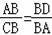 AB/CB = BD/BA